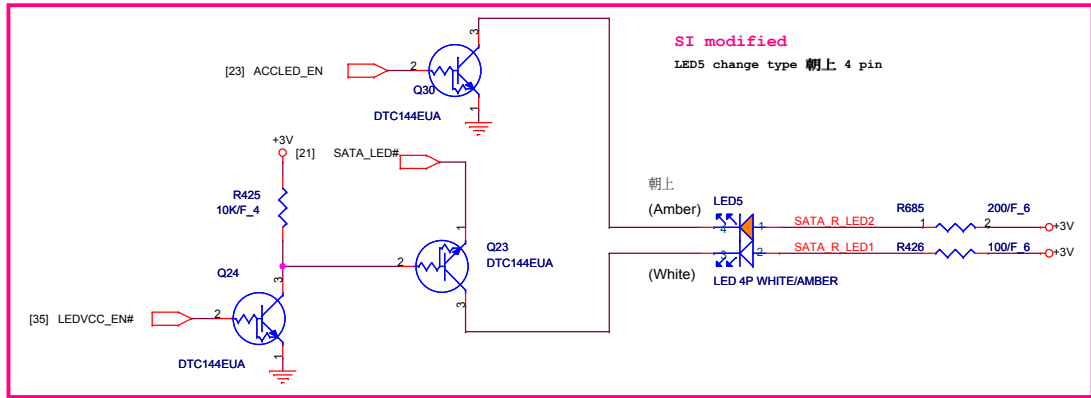 SI modified
LED5 change type 朝上 4 pin
3
[23] ACCLED_EN
2
Q30
1
DTC144EUA
+3V
[21]
SATA_LED#
R425
10K/F_4
朝上
(Amber)
LED5
4
1
SATA_R_LED2
R685
1
2
200/F_6
+3V
1
Q23
DTC144EUA
2
3
3
2
SATA_R_LED1
R426
100/F_6
+3V
(White)
LED 4P WHITE/AMBER
Q24
3
[35] LEDVCC_EN#
2
1
DTC144EUA